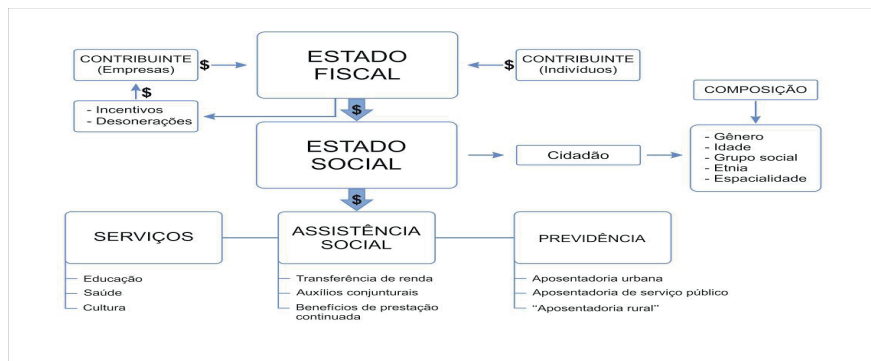 CONTRIBUINTE
(Empresas)
$
ESTADO
FISCAL
$
CONTRIBUINTE
(Indivíduos)
$
- Incentivos
- Desonerações
$
COMPOSIÇÃO
ESTADO
SOCIAL
Cidadão
- Gênero
- Idade
- Grupo social
- Etnia
- Espacialidade
$
SERVIÇOS
ASSISTÊNCIA
SOCIAL
PREVIDÊNCIA
Educação
Saúde
Cultura
Transferência de renda
Auxílios conjunturais
Benefícios de prestação
continuada
Aposentadoria urbana
Aposentadoria de serviço público
“Aposentadoria rural”